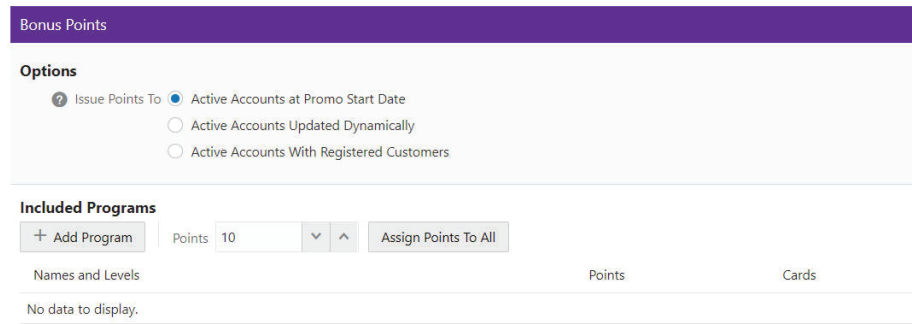 Bonus Points
Options
? Issue Points To Active Accounts at Promo Start Date
Active Accounts Updated Dynamically
Active Accounts With Registered Customers
Included Programs
+ Add Program Points 10 Assign Points To All
Names and Levels Points Cards
No data to display.